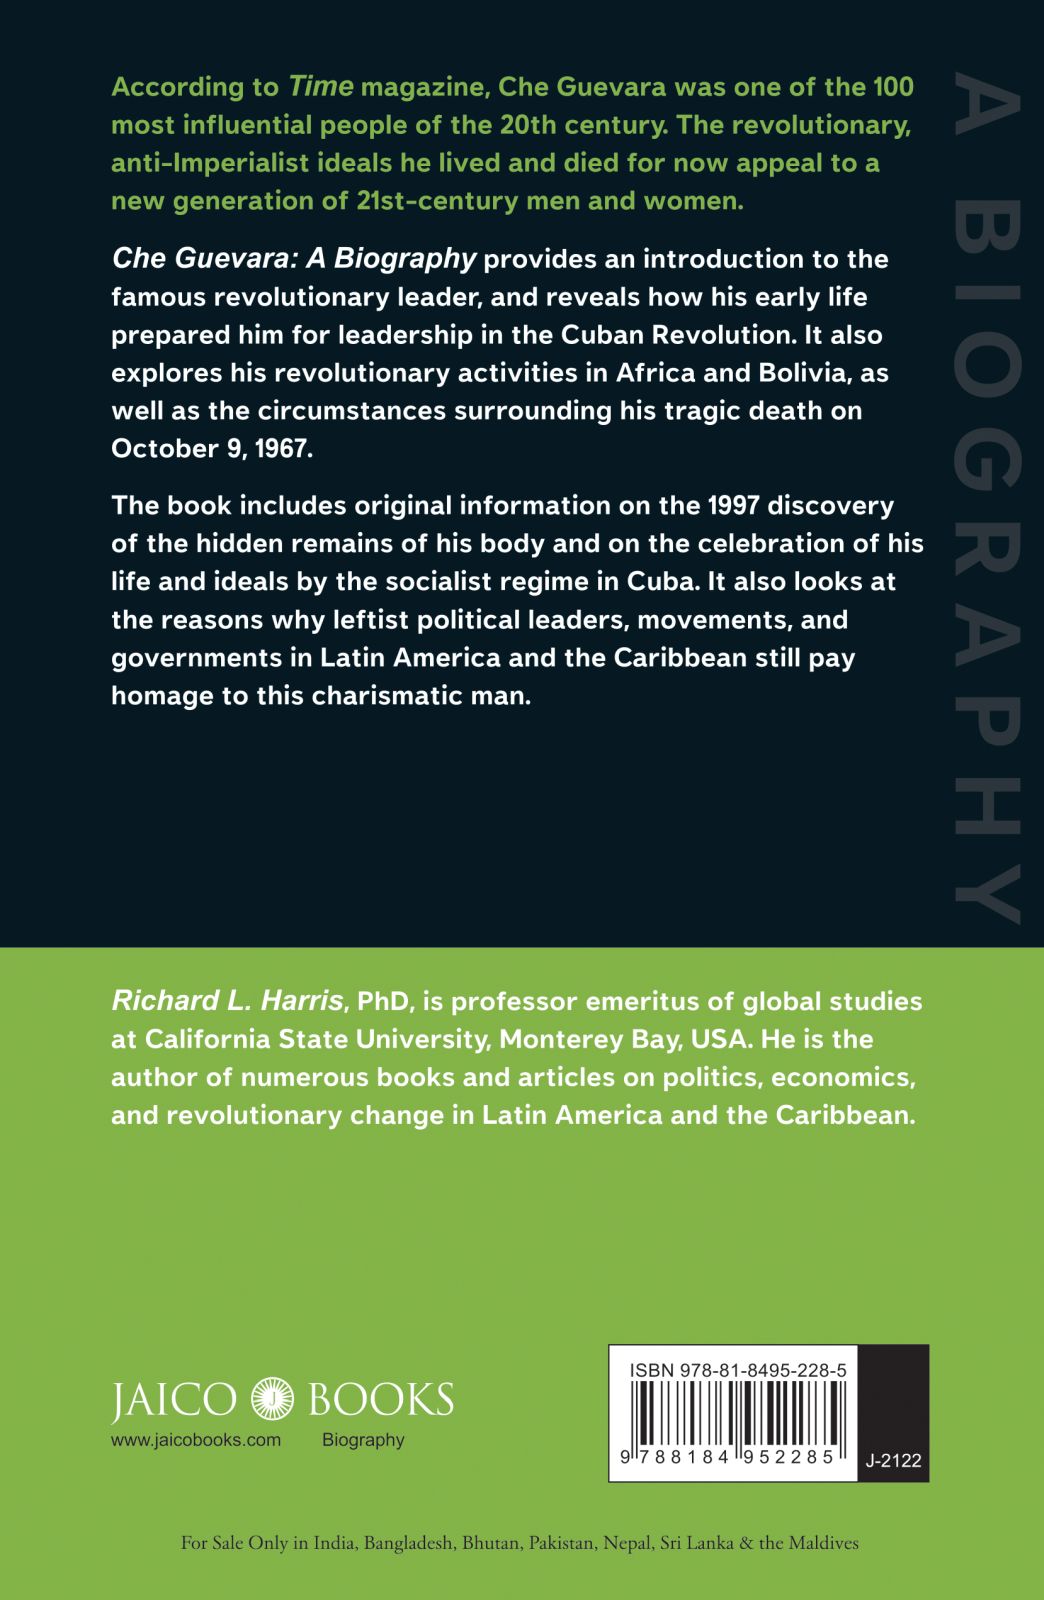 According to Time magazine, Che Guevara was one of the 100
most influential people of the 20th century. The revolutionary,
anti-Imperialist ideals he lived and died for now appeal to a
new generation of 21st-century men and women.
Che Guevara: A Biography provides an introduction to the
famous revolutionary leader, and reveals how his early life
prepared him for leadership in the Cuban Revolution. It also
explores his revolutionary activities in Africa and Bolivia, as
well as the circumstances surrounding his tragic death on
October 9, 1967.
The book includes original information on the 1997 discovery
of the hidden remains of his body and on the celebration of his
life and ideals by the socialist regime in Cuba. It also looks at
the reasons why leftist political leaders, movements, and
governments in Latin America and the Caribbean still pay
homage to this charismatic man.
A BIOGRAPHY
Richard L. Harris, PhD, is professor emeritus of global studies
at California State University, Monterey Bay, USA. He is the
author of numerous books and articles on politics, economics,
and revolutionary change in Latin America and the Caribbean.
JAICO J BOOKS
www.jaicobooks.com Biography
ISBN 978-81-8495-228-5
9 788184 952285
J-2122
For Sale Only in India, Bangladesh, Bhutan, Pakistan, Nepal, Sri Lanka & the Maldives